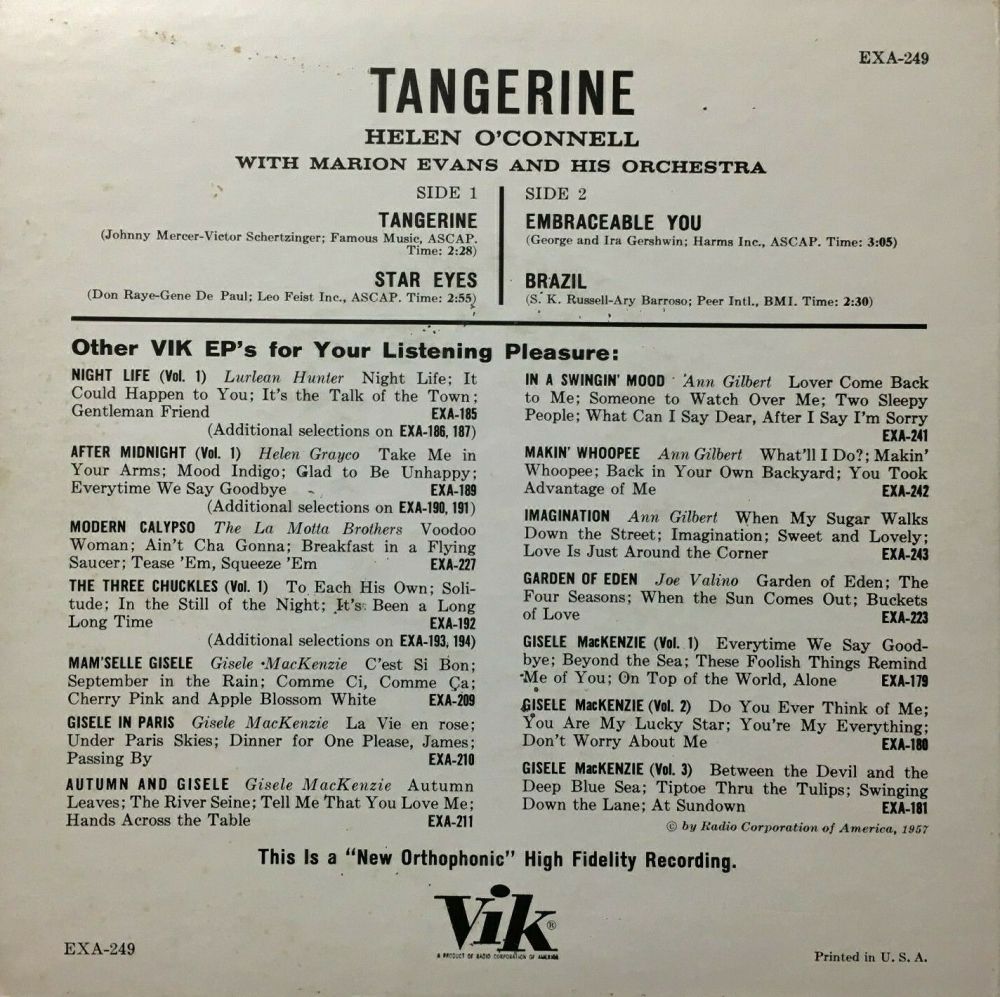 EXA-249
TANGERINE
HELEN O'CONNELL
WITH MARION EVANS AND HIS ORCHESTRA
SIDE 1
TANGERINE
(Johnny Mercer-Victor Schertzinger; Famous Music, ASCAP.
Time: 2:28)
STAR EYES
(Don Raye-Gene De Paul; Leo Feist Inc., ASCAP. Time: 2:55)
SIDE 2
EMBRACEABLE YOU
(George and Ira Gershwin; Harms Inc., ASCAP. Time: 3:05)
BRAZIL
(S. K. Russell-Ary Barroso; Peer Intl., BMI. Time: 2:30)
Other VIK EP's for Your Listening Pleasure:
NIGHT LIFE (Vol. 1) Lurlean Hunter Night Life; It
Could Happen to You; It's the Talk of the Town;
Gentleman Friend EXA-185
(Additional selections on EXA-186, 187)
AFTER MIDNIGHT (Vol. 1) Helen Grayco Take Me in
Your Arms; Mood Indigo; Glad to Be Unhappy;
Everytime We Say Goodbye EXA-189
(Additional selections on EXA-190, 191)
MODERN CALYPSO The La Motta Brothers Voodoo
Woman; Ain't Cha Gonna; Breakfast in a Flying
Saucer; Tease 'Em, Squeeze 'Em EXA-227
THE THREE CHUCKLES (Vol. 1) To Each His Own; Soli-
tude; In the Still of the Night; It's Been a Long
Long Time EXA-192
(Additional selections on EXA-193, 194)
MAM'SELLE GISELE Gisele MacKenzie C'est Si Bon;
September in the Rain; Comme Ci, Comme Ça;
Cherry Pink and Apple Blossom White EXA-209
GISELE IN PARIS Gisele MacKenzie La Vie en rose;
Under Paris Skies; Dinner for One Please, James;
Passing By EXA-210
AUTUMN AND GISELE Gisele MacKenzie Autumn
Leaves; The River Seine; Tell Me That You Love Me;
Hands Across the Table EXA-211
IN A SWINGIN' MOOD Ann Gilbert Lover Come Back
to Me; Someone to Watch Over Me; Two Sleepy
People; What Can I Say Dear, After I Say I'm Sorry
EXA-241
MAKIN' WHOOPEE Ann Gilbert What'll I Do?; Makin'
Whoopee; Back in Your Own Backyard; You Took
Advantage of Me EXA-242
IMAGINATION Ann Gilbert When My Sugar Walks
Down the Street; Imagination; Sweet and Lovely;
Love Is Just Around the Corner EXA-243
GARDEN OF EDEN Joe Valino Garden of Eden; The
Four Seasons; When the Sun Comes Out; Buckets
of Love EXA-223
GISELE MacKENZIE (Vol. 1) Everytime We Say Good-
bye; Beyond the Sea; These Foolish Things Remind
Me of You; On Top of the World, Alone EXA-179
GISELE MacKENZIE (Vol. 2) Do You Ever Think of Me;
You Are My Lucky Star; You're My Everything;
Don't Worry About Me EXA-180
GISELE MacKENZIE (Vol. 3) Between the Devil and the
Deep Blue Sea; Tiptoe Thru the Tulips; Swinging
Down the Lane; At Sundown EXA-181
© by Radio Corporation of America, 1957
This Is a "New Orthophonic" High Fidelity Recording.
Vik®
A PRODUCT OF RADIO CORPORATION OF AMERICA
EXA-249
Printed in U. S. A.